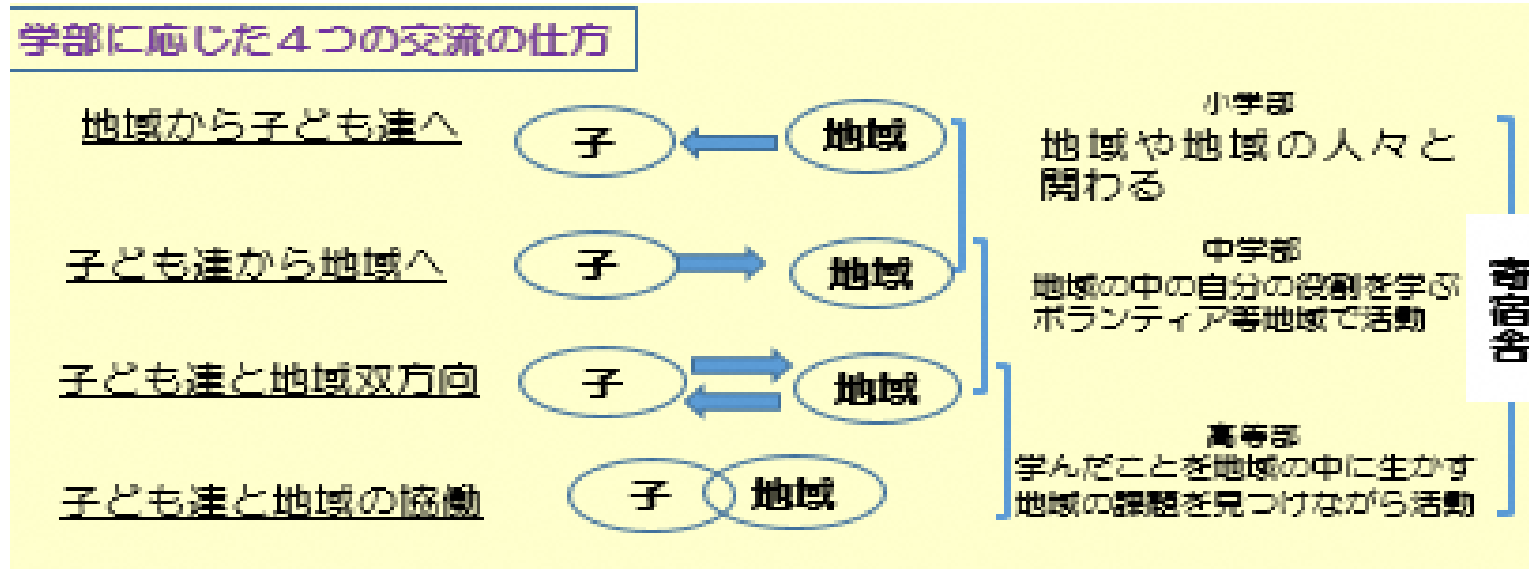 学部に応じた４つの交流の仕方
地域から子ども達へ
子
地域
小学部
地域や地域の人々と
関わる
子ども達から地域へ
子
地域
中学部
地域の中の自分の役割を学ぶ
ボランティア等地域で活動
寄宿舎
子ども達と地域双方向
子
地域
高等部
学んだことを地域の中に生かす
地域の課題を見つけながら活動
子ども達と地域の協働
子
地域